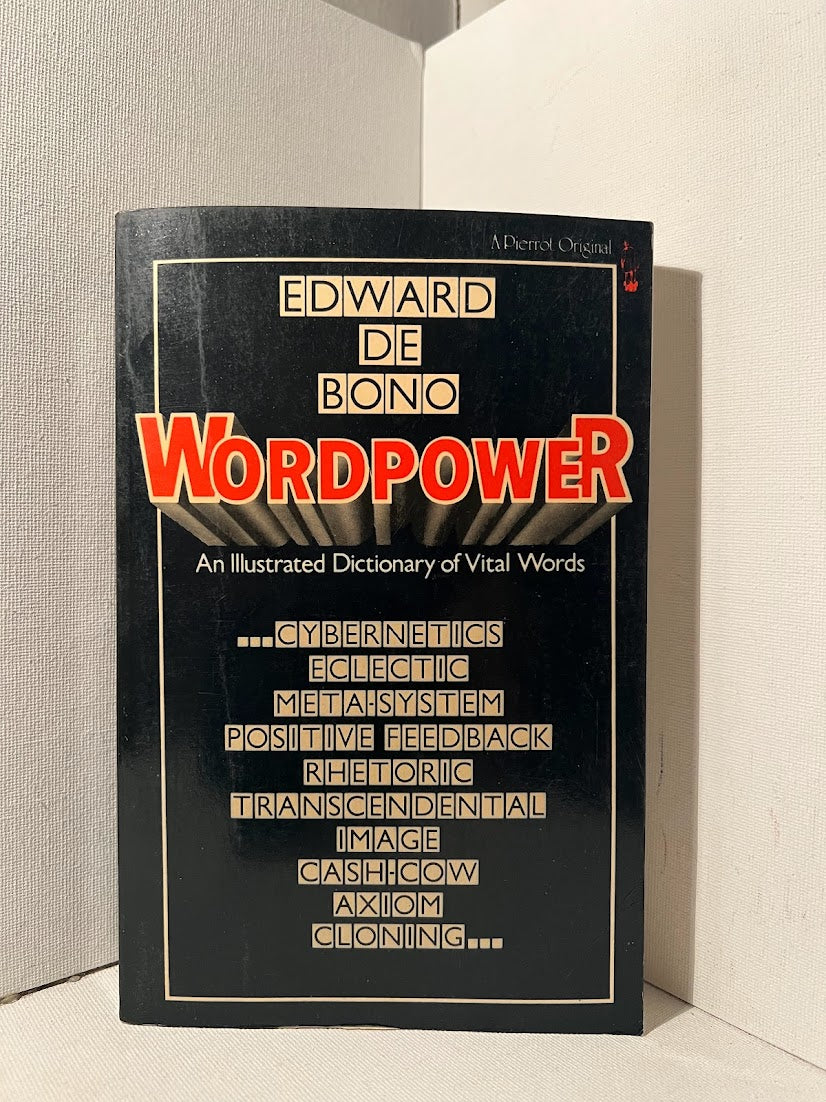 A Pierrot Original
EDWARD
DE
BONO
WORDPOWER
An Illustrated Dictionary of Vital Words
...CYBERNETICS
ECLECTIC
META-SYSTEM
POSITIVE FEEDBACK
RHETORIC
TRANSCENDENTAL
IMAGE
CASH-COW
AXIOM
CLONING...